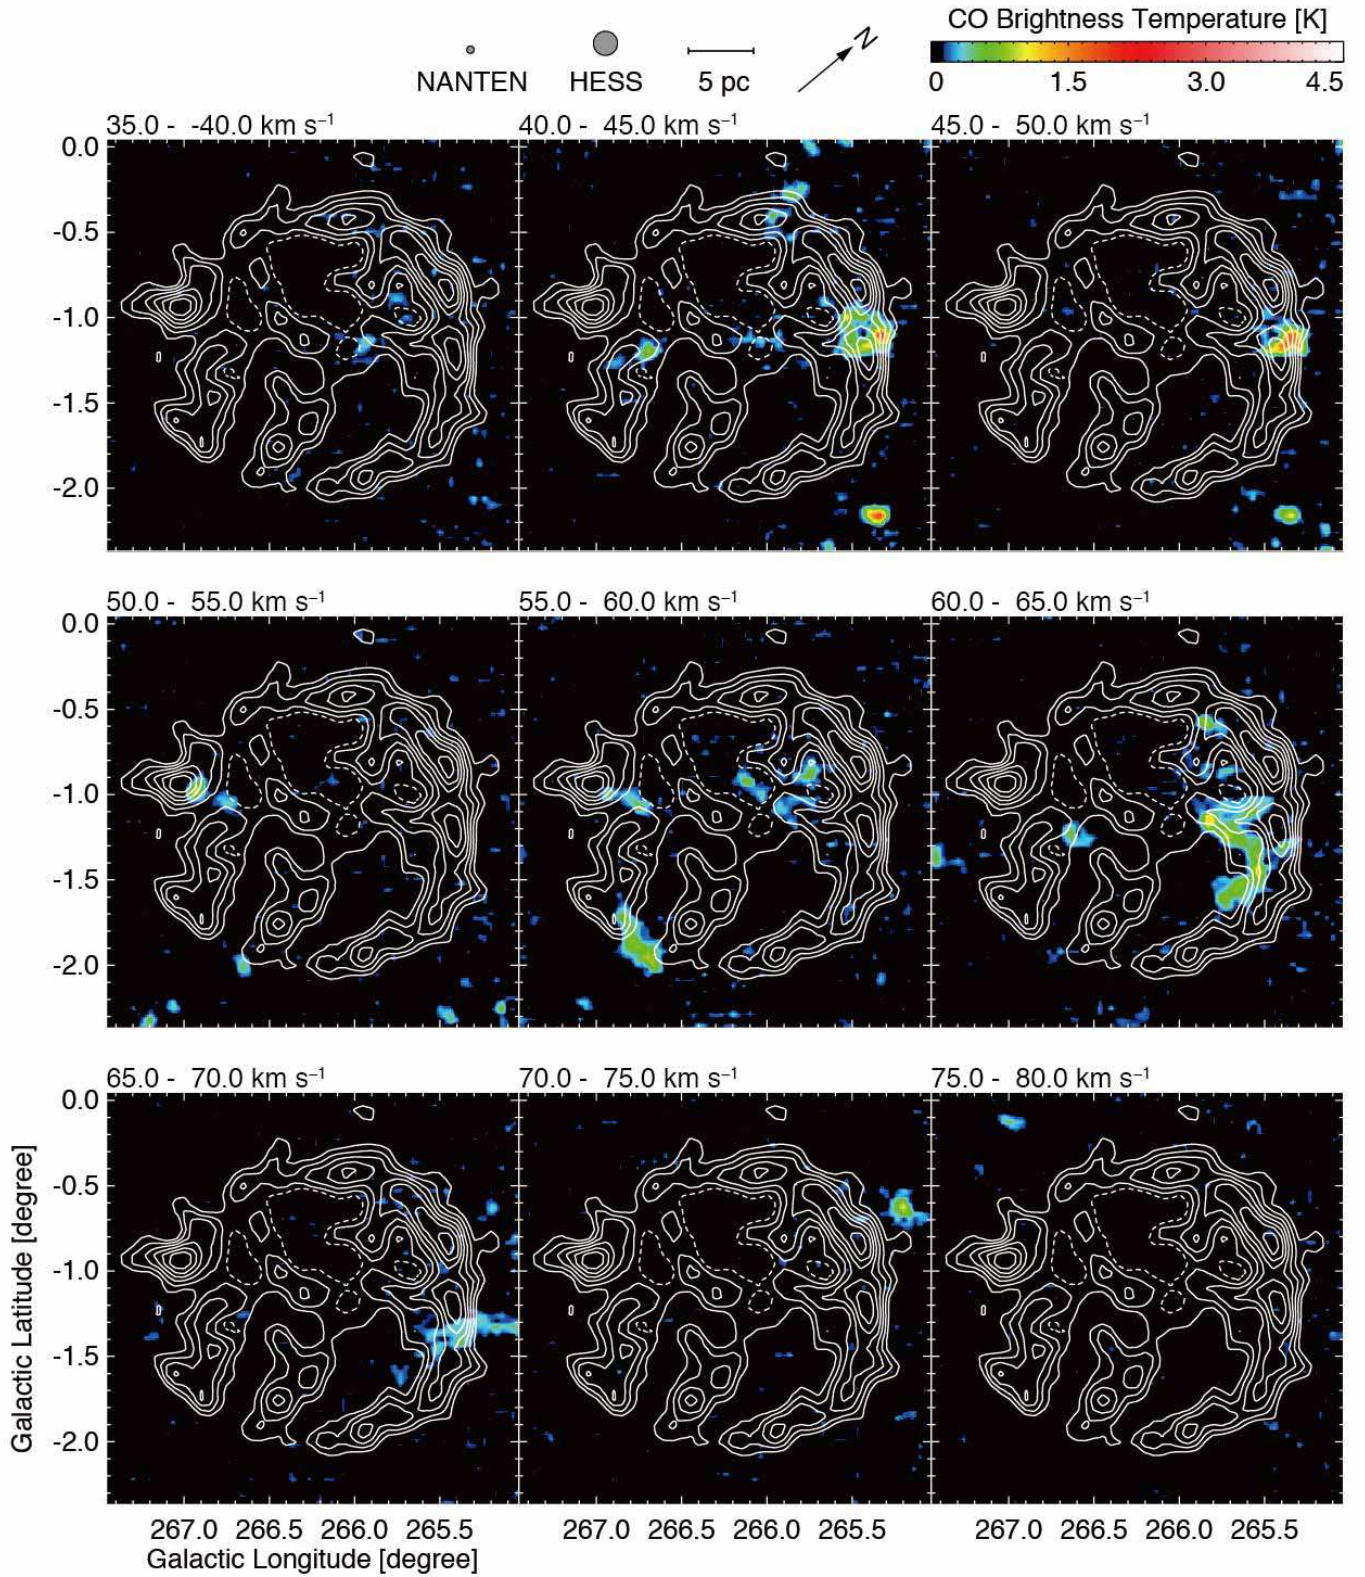 CO Brightness Temperature [K]
N
NANTEN HESS 5 pc 0 1.5 3.0 4.5
35.0 - -40.0 km s⁻¹ 40.0 - 45.0 km s⁻¹ 45.0 - 50.0 km s⁻¹
0.0
-0.5
-1.0
-1.5
-2.0
50.0 - 55.0 km s⁻¹ 55.0 - 60.0 km s⁻¹ 60.0 - 65.0 km s⁻¹
0.0
-0.5
-1.0
-1.5
-2.0
65.0 - 70.0 km s⁻¹ 70.0 - 75.0 km s⁻¹ 75.0 - 80.0 km s⁻¹
0.0
-0.5
-1.0
-1.5
-2.0
Galactic Latitude [degree]
267.0 266.5 266.0 265.5 267.0 266.5 266.0 265.5 267.0 266.5 266.0 265.5
Galactic Longitude [degree]